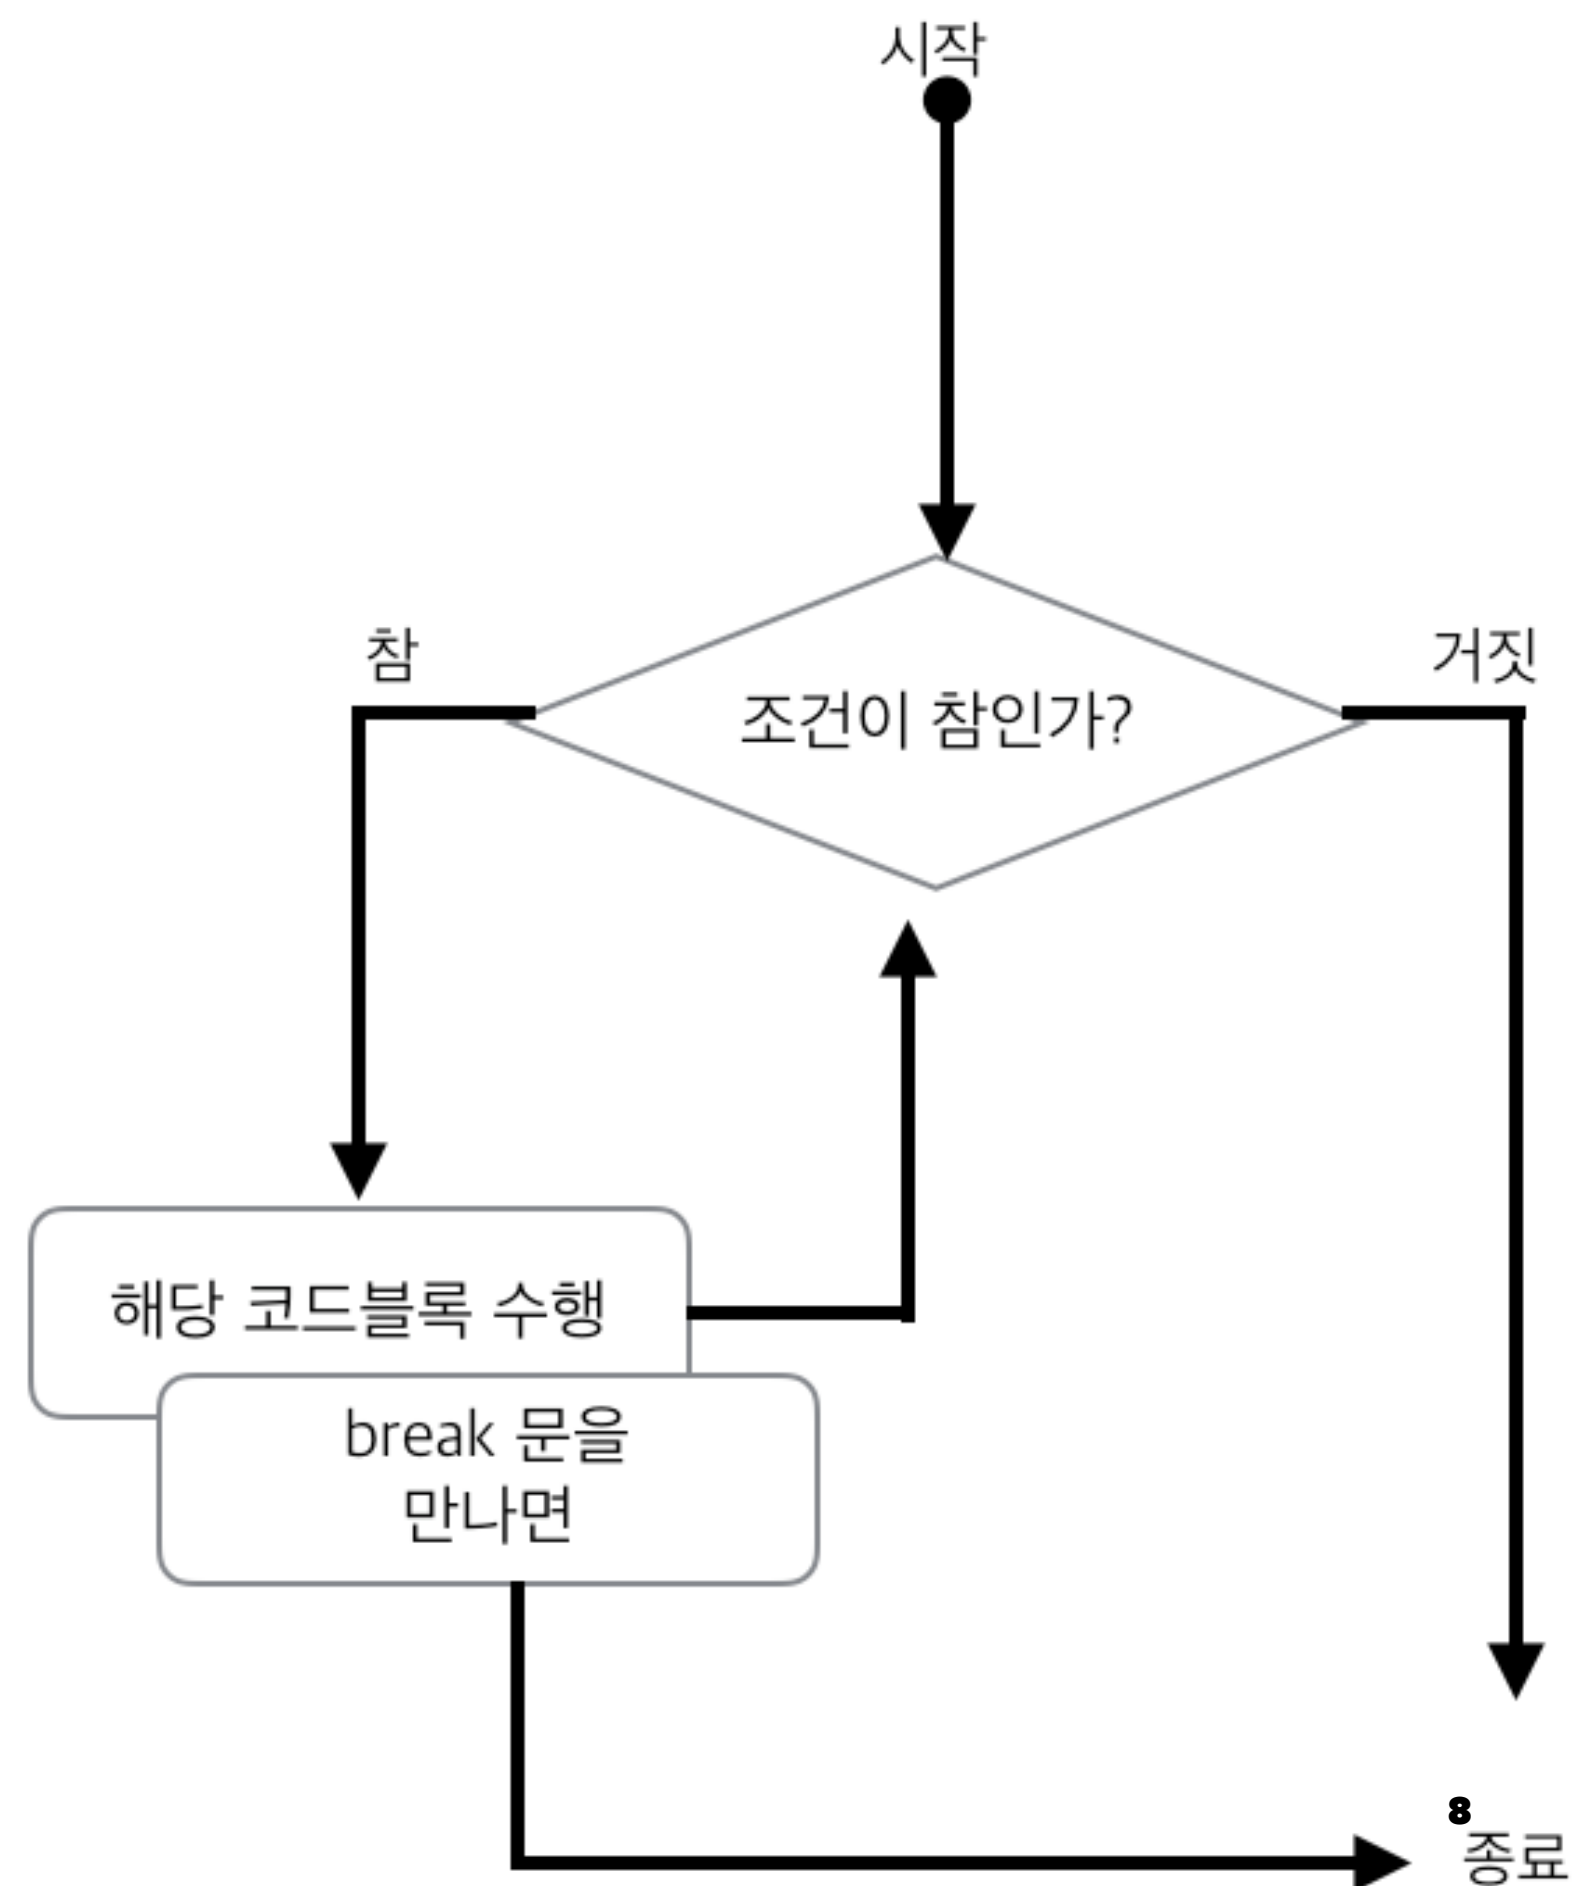 시작
참
거짓
조건이 참인가?
해당 코드블록 수행
break 문을
만나면
8
종료